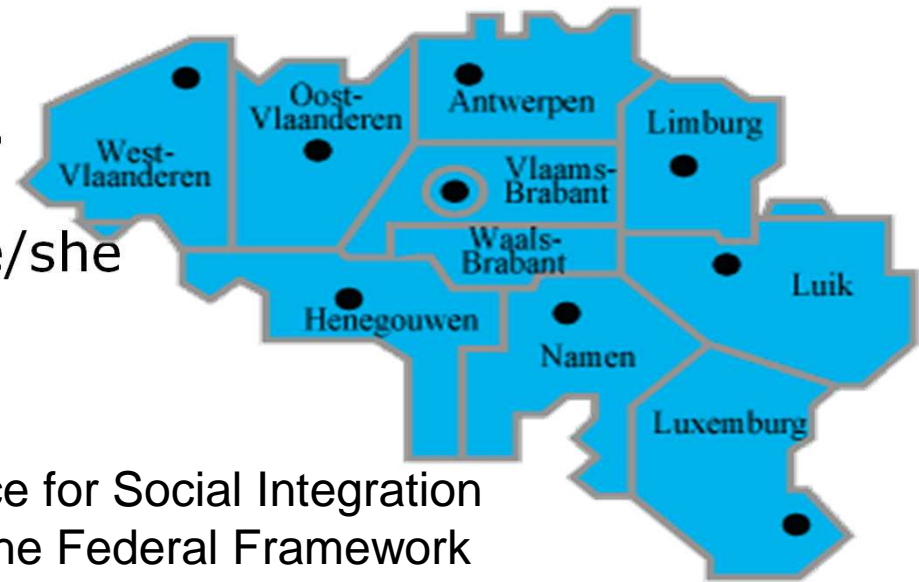 Oost-
Vlaanderen
Antwerpen
Limburg
West-
Vlaanderen
Vlaams-
Brabant
e/she
Waals-
Brabant
Luik
Henegouwen
Namen
Luxemburg
ce for Social Integration
he Federal Framework